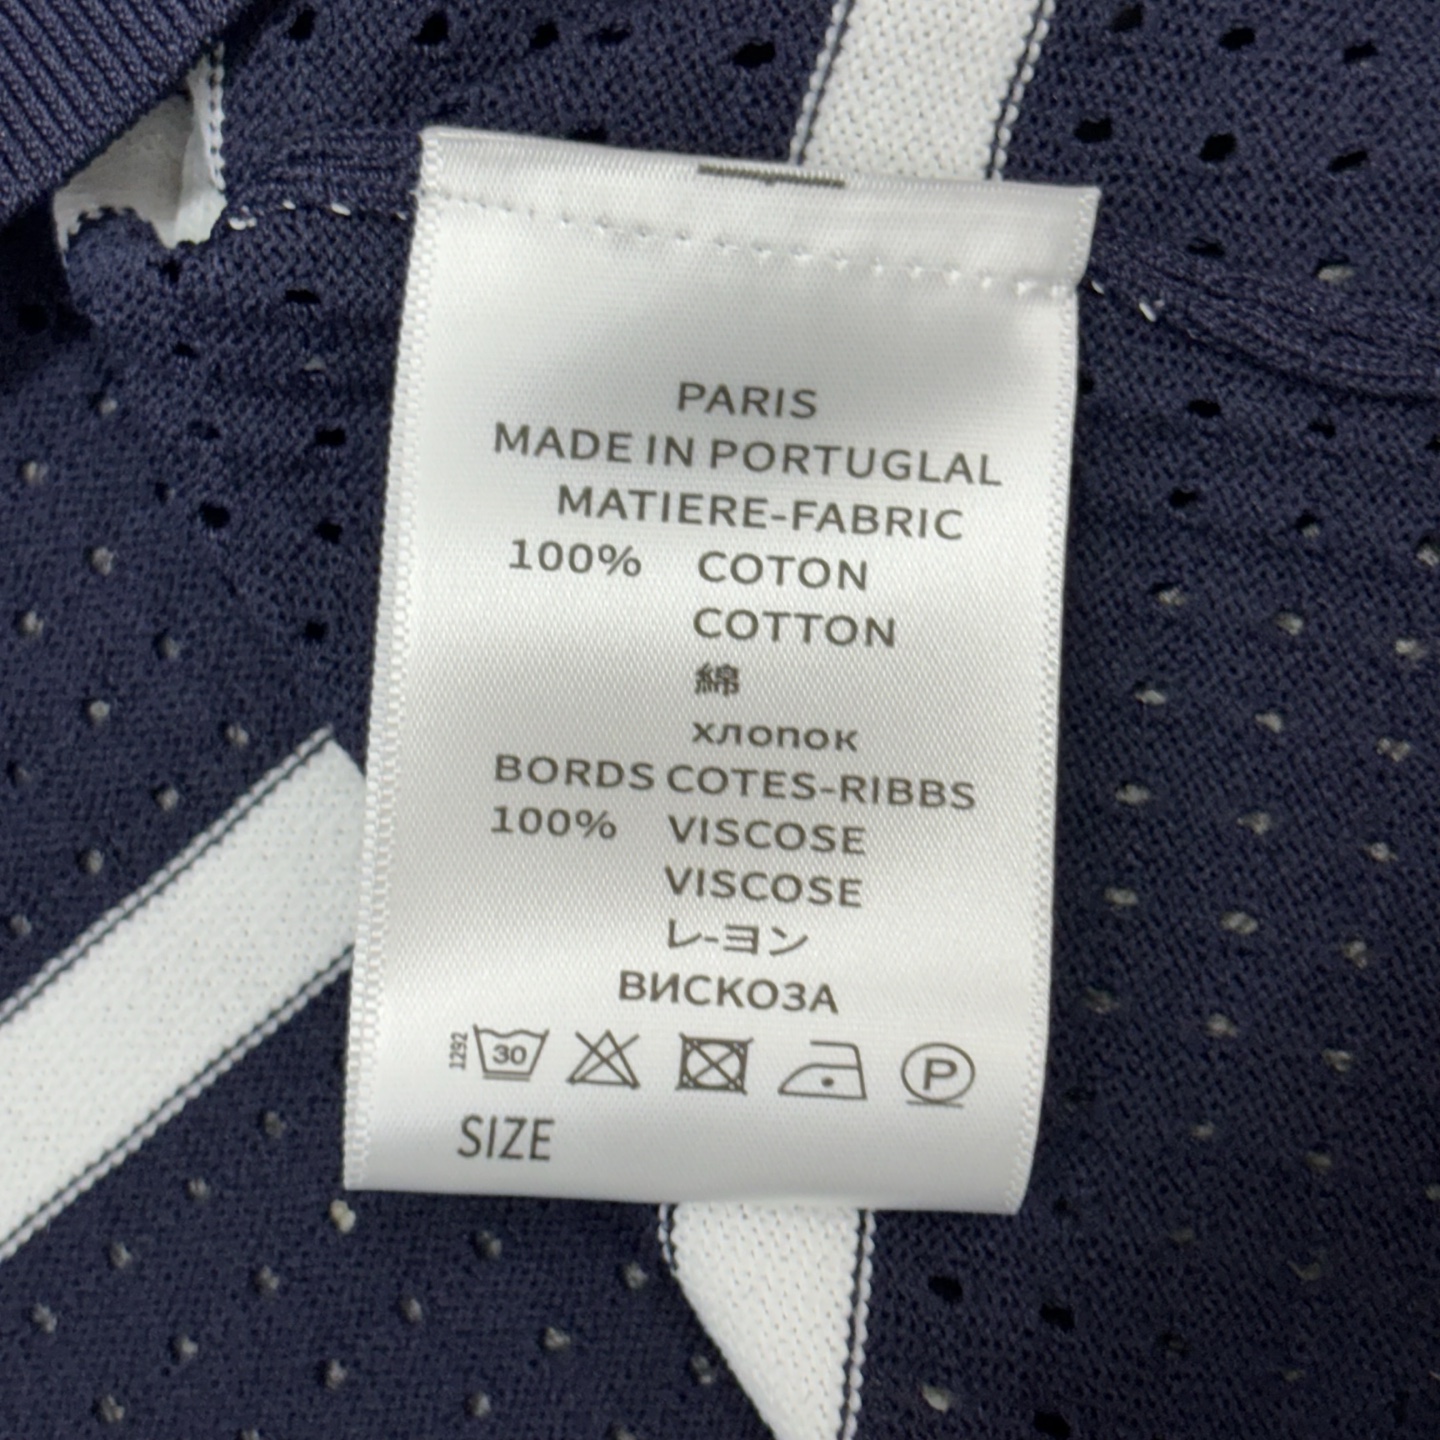 PARIS
MADE IN PORTUGLAL
MATIERE-FABRIC
100% COTON
COTTON
綿
хлопок
BORDS COTES-RIBBS
100% VISCOSE
VISCOSE
レ-ヨン
ВИСКОЗА
1292 30 P
SIZE